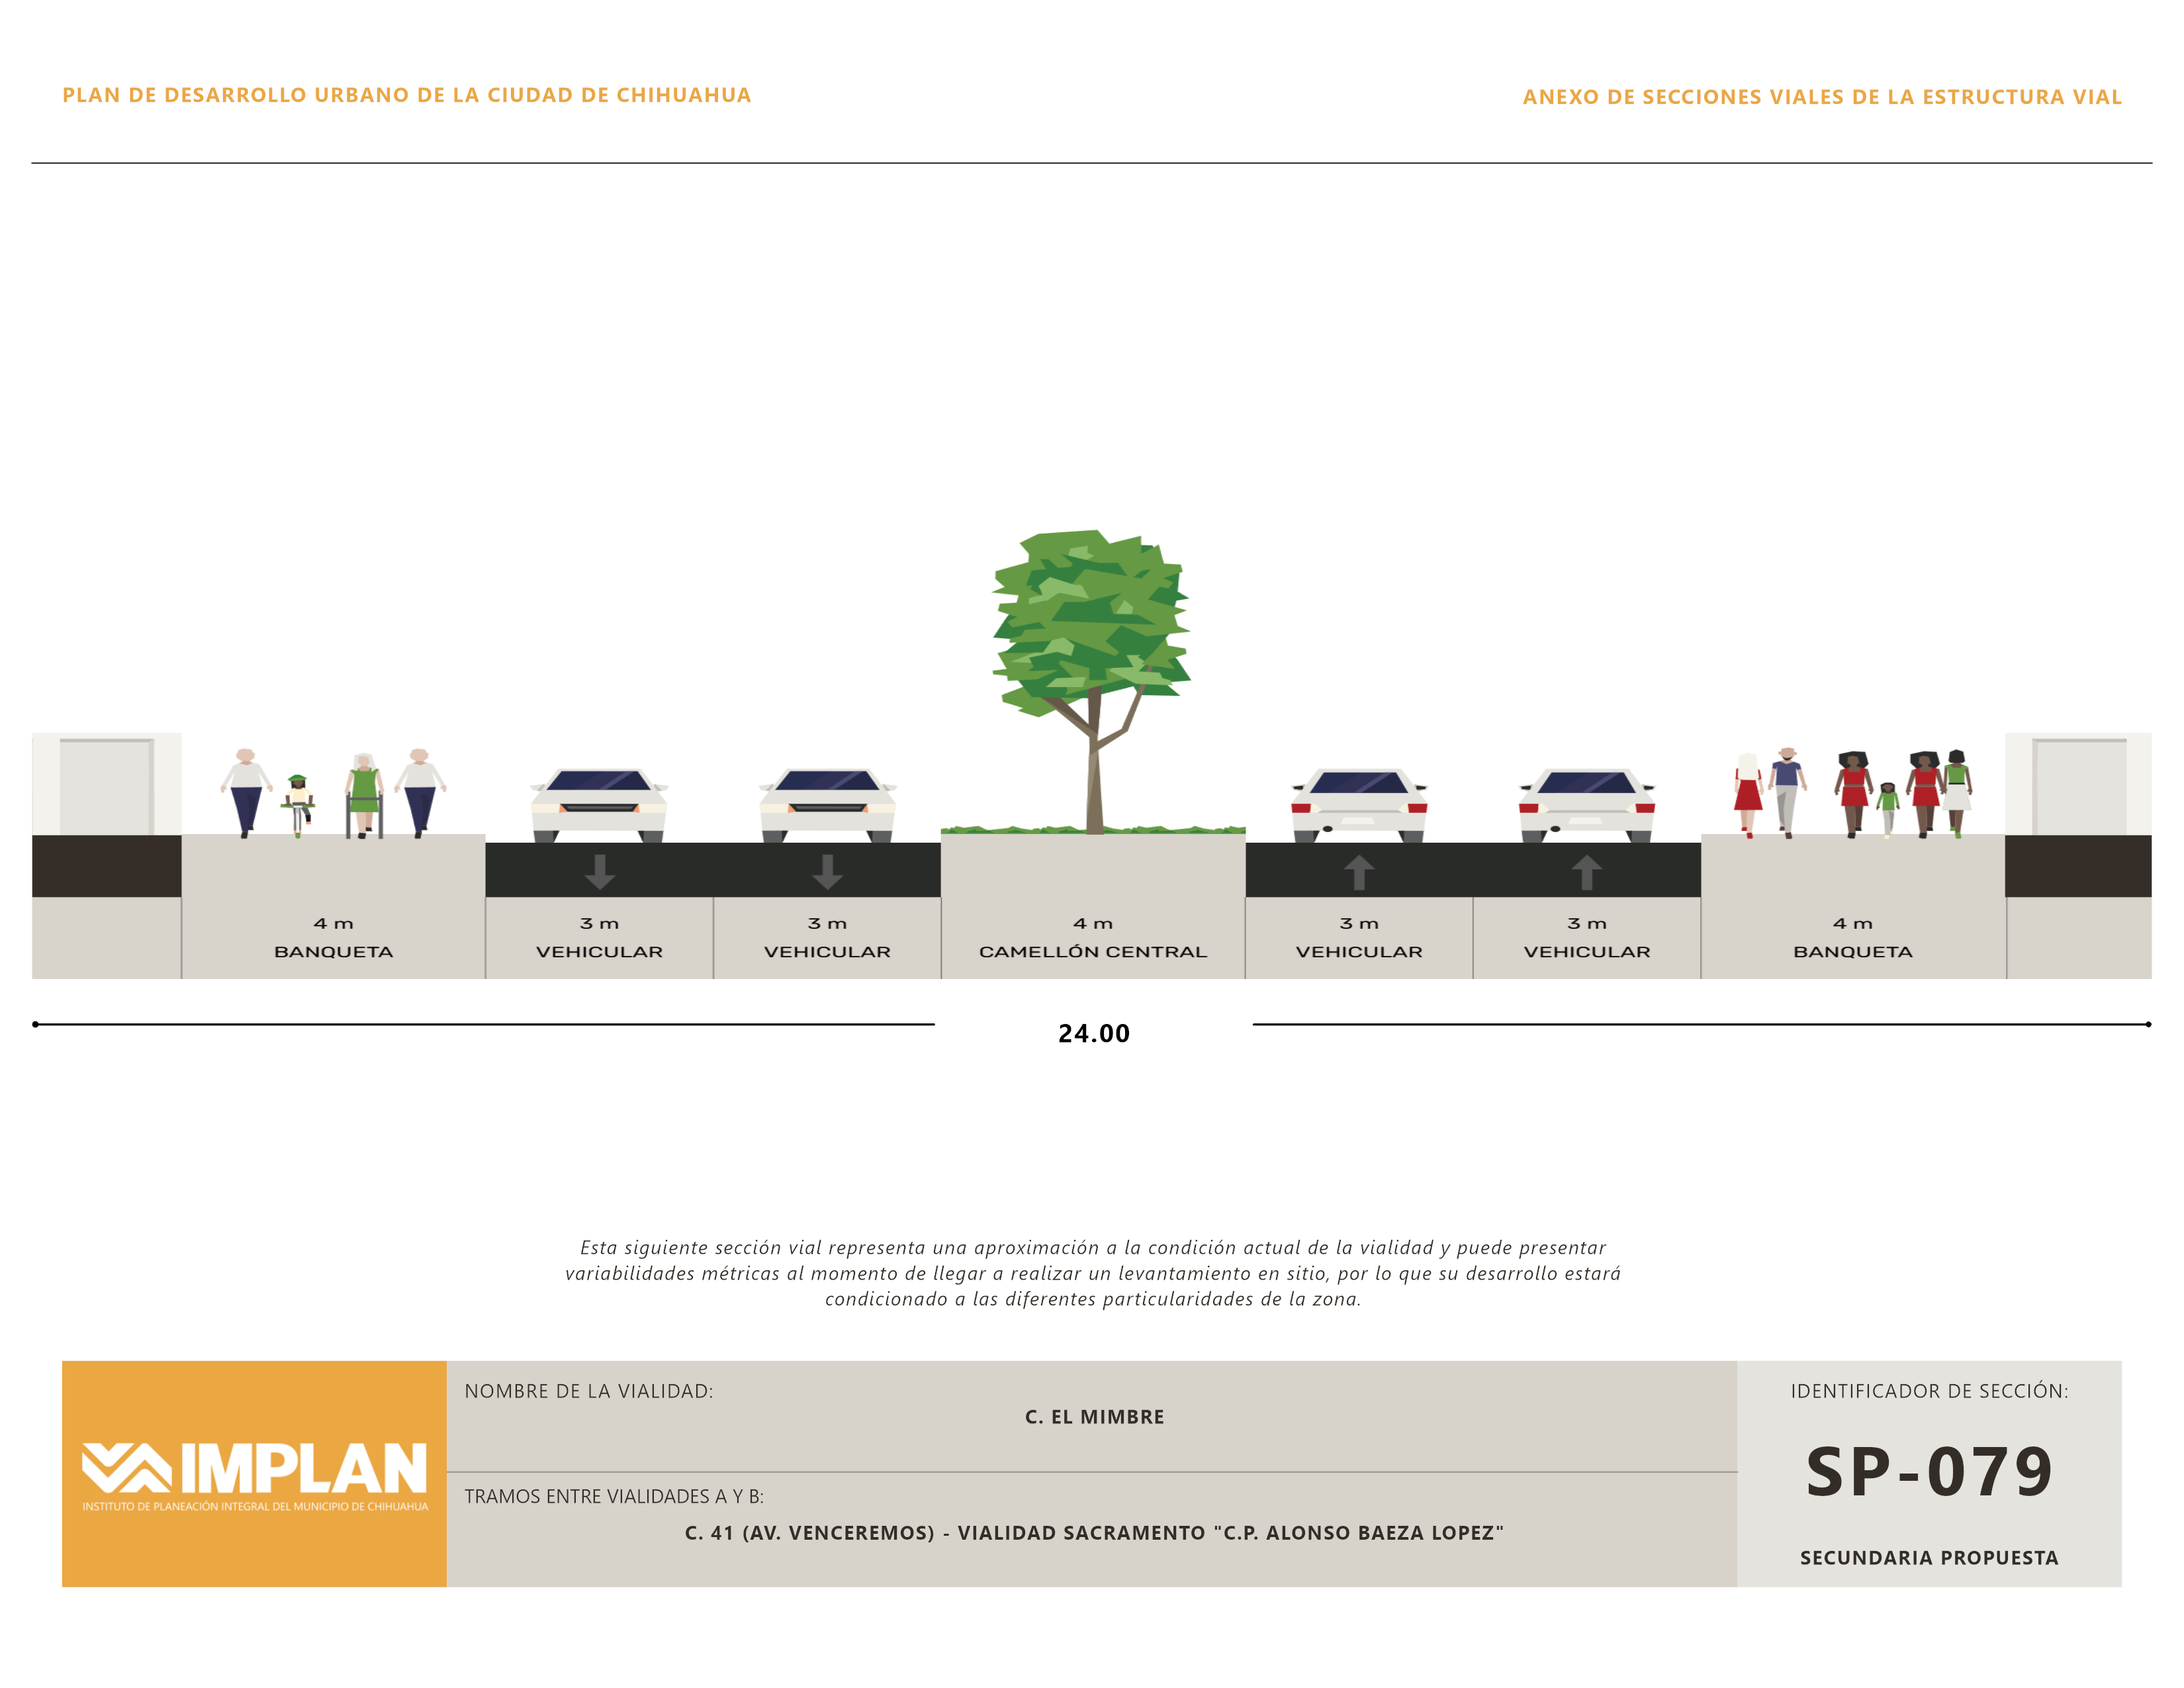 PLAN DE DESARROLLO URBANO DE LA CIUDAD DE CHIHUAHUA
ANEXO DE SECCIONES VIALES DE LA ESTRUCTURA VIAL
4 m
BANQUETA
3 m
VEHICULAR
3 m
VEHICULAR
4 m
CAMELLÓN CENTRAL
3 m
VEHICULAR
3 m
VEHICULAR
4 m
BANQUETA
24.00
Esta siguiente sección vial representa una aproximación a la condición actual de la vialidad y puede presentar
variabilidades métricas al momento de llegar a realizar un levantamiento en sitio, por lo que su desarrollo estará
condicionado a las diferentes particularidades de la zona.
IMPLAN
INSTITUTO DE PLANEACIÓN INTEGRAL DEL MUNICIPIO DE CHIHUAHUA
NOMBRE DE LA VIALIDAD:
C. EL MIMBRE
TRAMOS ENTRE VIALIDADES A Y B:
C. 41 (AV. VENCEREMOS) - VIALIDAD SACRAMENTO "C.P. ALONSO BAEZA LOPEZ"
IDENTIFICADOR DE SECCIÓN:
SP-079
SECUNDARIA PROPUESTA